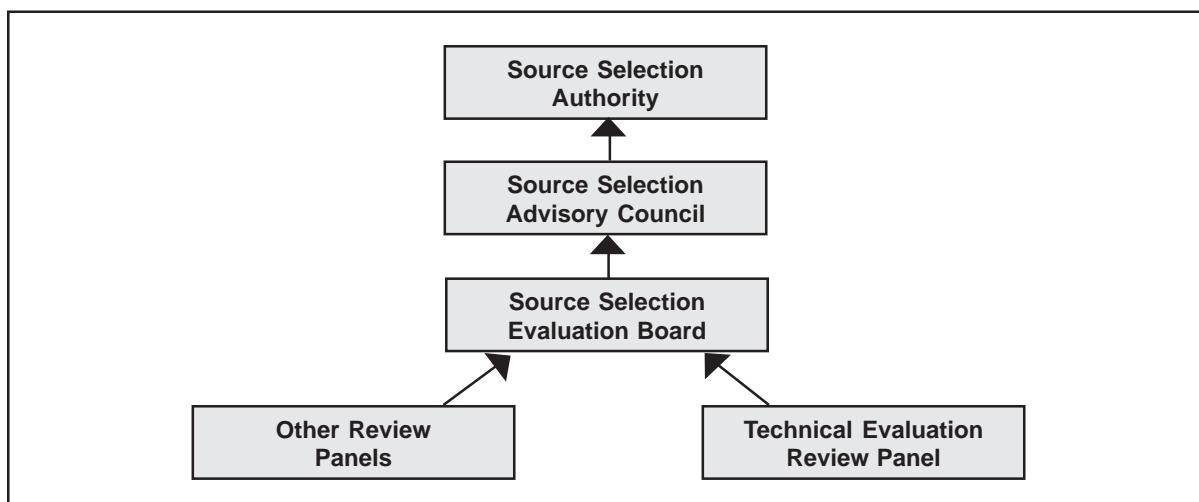 Source Selection
Authority
Source Selection
Advisory Council
Source Selection
Evaluation Board
Other Review
Panels
Technical Evaluation
Review Panel